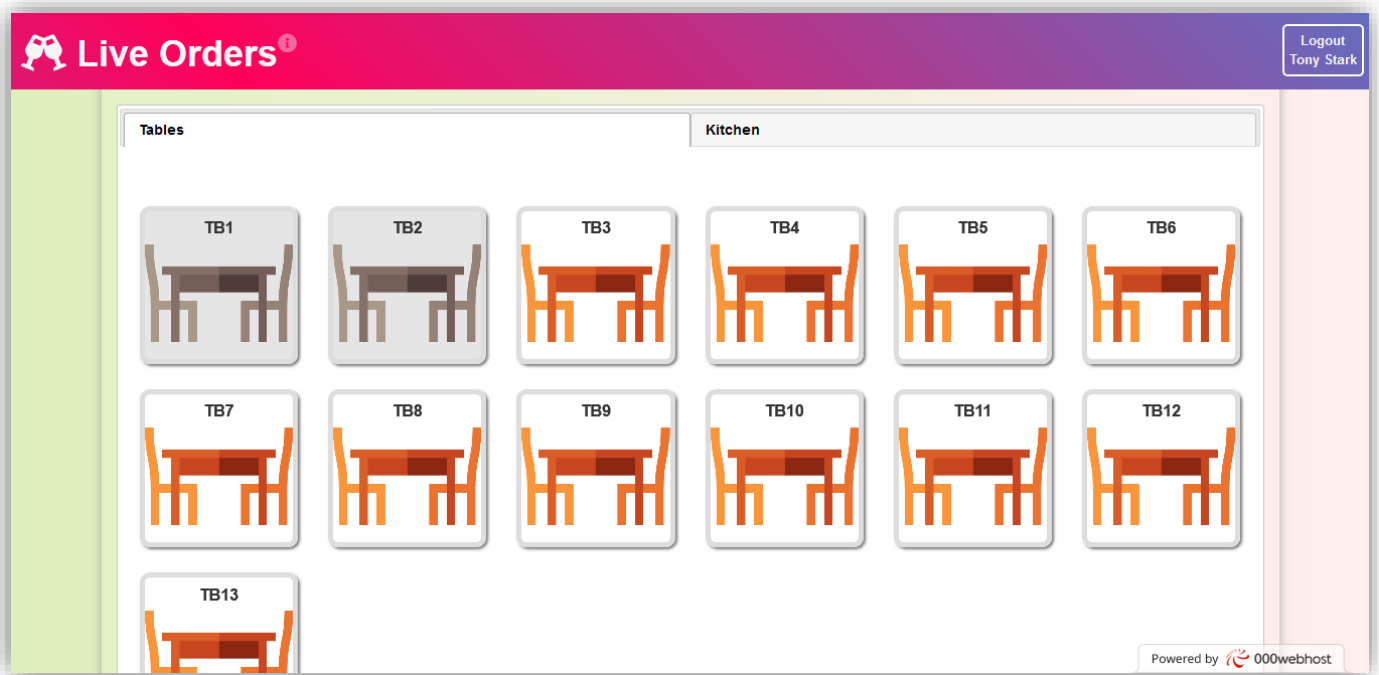 Live Orders
Logout
Tony Stark
Tables
Kitchen
TB1
TB2
TB3
TB4
TB5
TB6
TB7
TB8
TB9
TB10
TB11
TB12
TB13
Powered by 000webhost